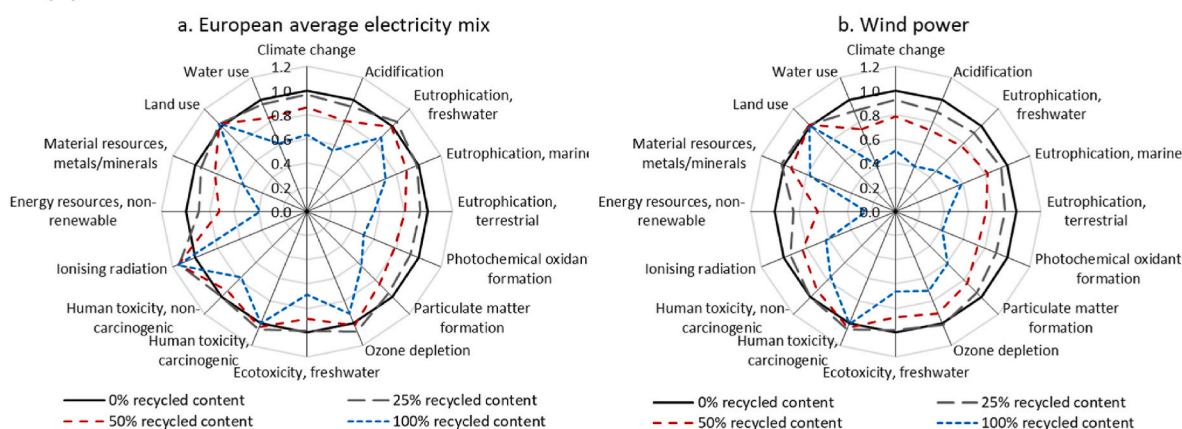 a. European average electricity mix
Climate change
1.2
Water use
Acidification
1.0
Land use
0.8
Eutrophication,
freshwater
0.6
Material resources,
metals/minerals
0.4
Eutrophication, marine
0.2
Energy resources, non-
renewable
0.0
Eutrophication,
terrestrial
Ionising radiation
Photochemical oxidant
formation
Human toxicity, non-
carcinogenic
Particulate matter
formation
Human toxicity,
carcinogenic
Ozone depletion
Ecotoxicity, freshwater
0% recycled content
25% recycled content
50% recycled content
100% recycled content
b. Wind power
Climate change
1.2
Water use
Acidification
1.0
Land use
0.8
Eutrophication,
freshwater
0.6
Material resources,
metals/minerals
0.4
Eutrophication, marine
0.2
Energy resources, non-
renewable
0.0
Eutrophication,
terrestrial
Ionising radiation
Photochemical oxidant
formation
Human toxicity, non-
carcinogenic
Particulate matter
formation
Human toxicity,
carcinogenic
Ozone depletion
Ecotoxicity, freshwater
0% recycled content
25% recycled content
50% recycled content
100% recycled content